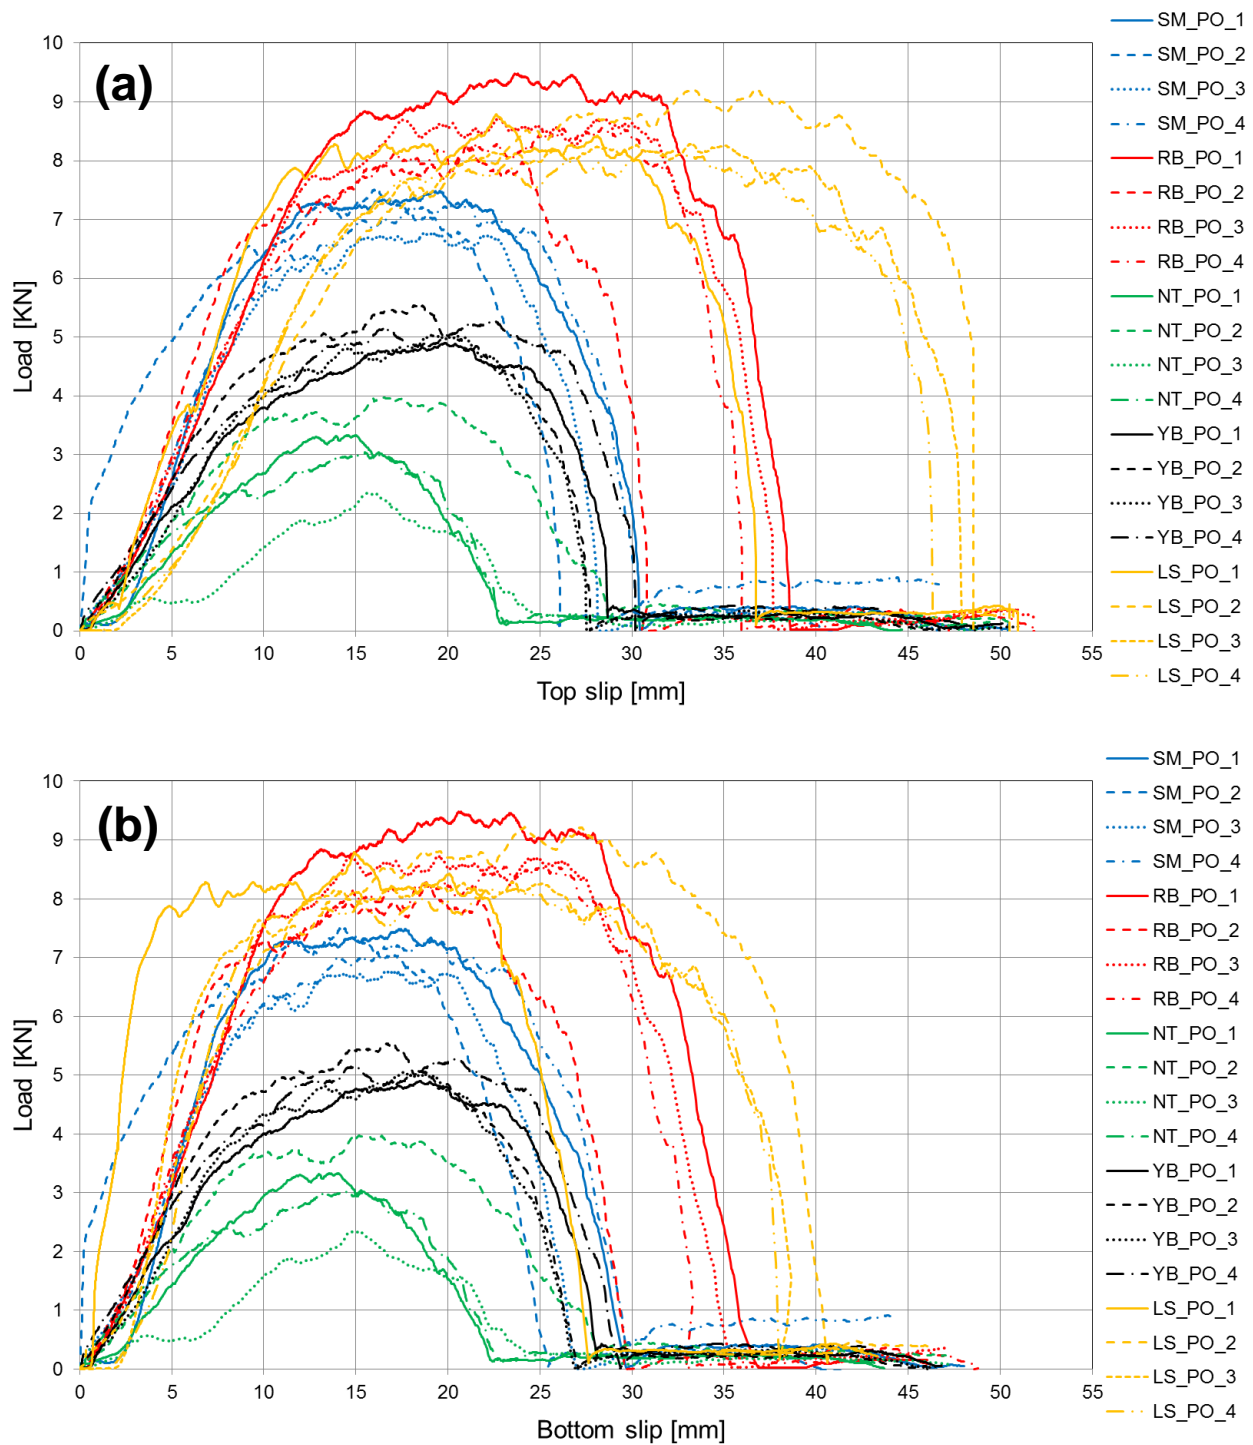 (a)
Load [KN]
10
9
8
7
6
5
4
3
2
1
0
0 5 10 15 20 25 30 35 40 45 50 55
Top slip [mm]
SM_PO_1
SM_PO_2
SM_PO_3
SM_PO_4
RB_PO_1
RB_PO_2
RB_PO_3
RB_PO_4
NT_PO_1
NT_PO_2
NT_PO_3
NT_PO_4
YB_PO_1
YB_PO_2
YB_PO_3
YB_PO_4
LS_PO_1
LS_PO_2
LS_PO_3
LS_PO_4
(b)
Load [KN]
10
9
8
7
6
5
4
3
2
1
0
0 5 10 15 20 25 30 35 40 45 50 55
Bottom slip [mm]
SM_PO_1
SM_PO_2
SM_PO_3
SM_PO_4
RB_PO_1
RB_PO_2
RB_PO_3
RB_PO_4
NT_PO_1
NT_PO_2
NT_PO_3
NT_PO_4
YB_PO_1
YB_PO_2
YB_PO_3
YB_PO_4
LS_PO_1
LS_PO_2
LS_PO_3
LS_PO_4